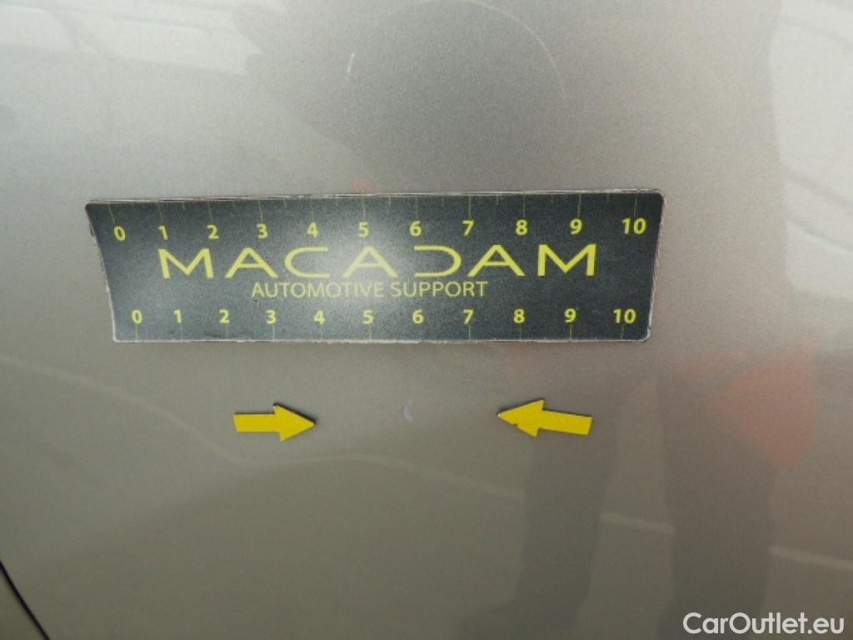 0 1 2 3 4 5 6 7 8 9 10
MACADAM
AUTOMOTIVE SUPPORT
0 1 2 3 4 5 6 7 8 9 10
CarOutlet.eu